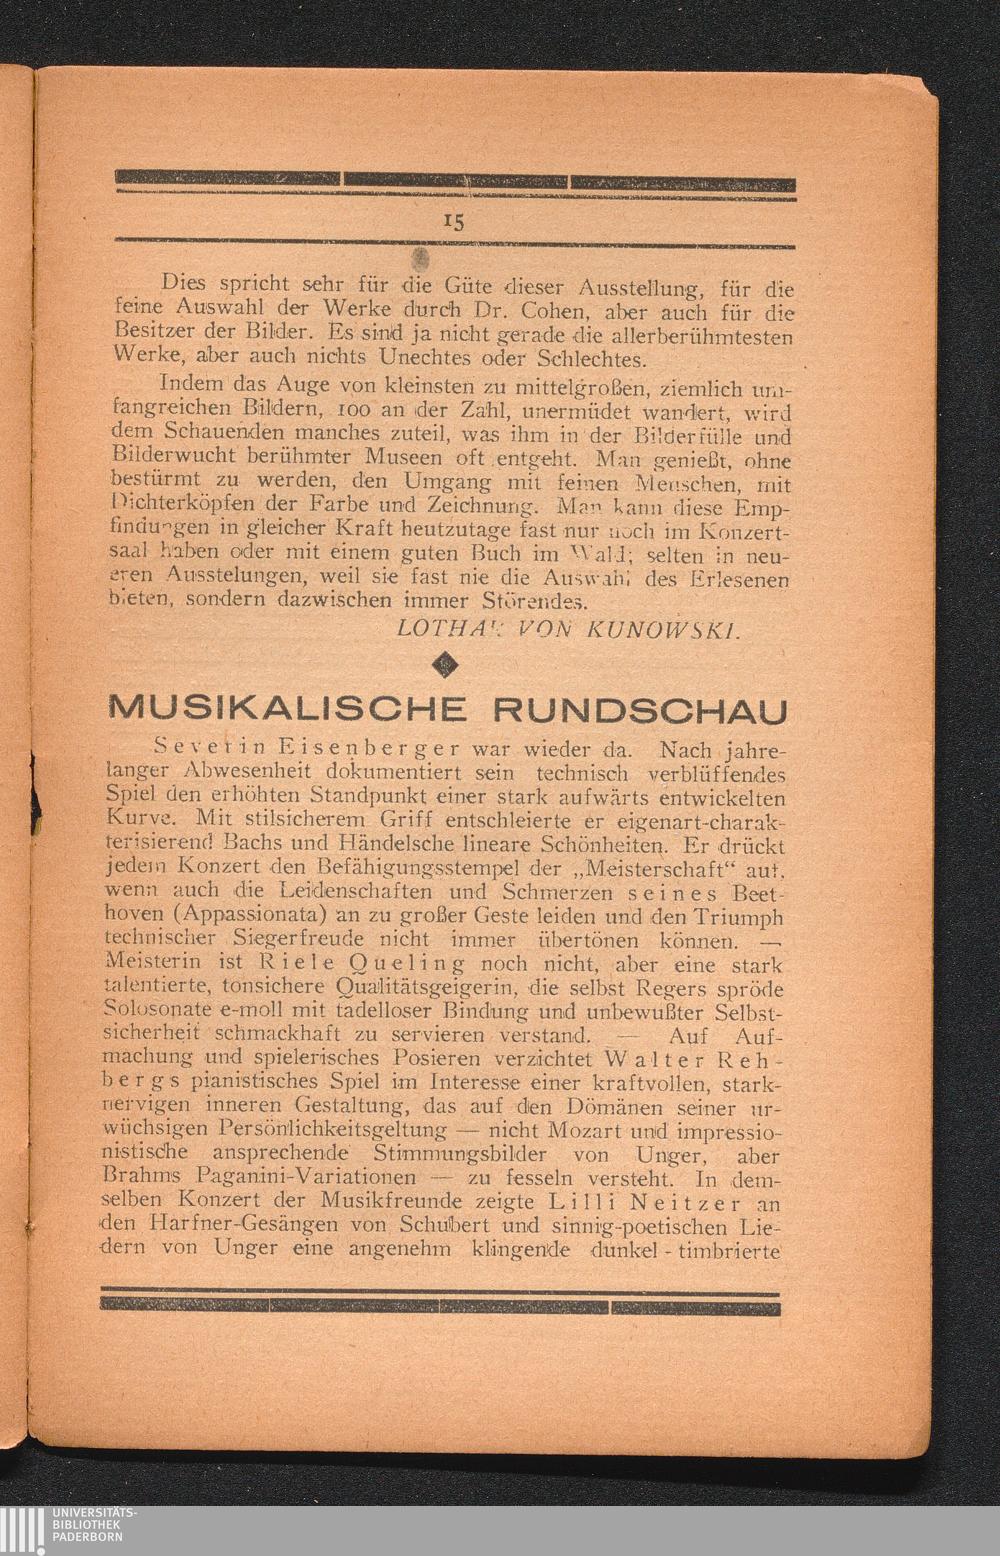 15
Dies spricht sehr für die Güte dieser Ausstellung, für die
feine Auswahl der Werke durch Dr. Cohen, aber auch für die
Besitzer der Bilder. Es sind ja nicht gerade die allerberühmtesten
Werke, aber auch nichts Unechtes oder Schlechtes.
Indem das Auge von kleinsten zu mittelgroßen, ziemlich um-
fangreichen Bildern, 100 an der Zahl, unermüdet wandert, wird
dem Schauenden manches zuteil, was ihm in der Bilderfülle und
Bilderwucht berühmter Museen oft entgeht. Man genießt, ohne
bestürmt zu werden, den Umgang mit feinen Menschen, mit
Dichterköpfen der Farbe und Zeichnung. Man kann diese Emp-
findungen in gleicher Kraft heutzutage fast nur noch im Konzert-
saal haben oder mit einem guten Buch im Wald; selten in neu-
eren Ausstelungen, weil sie fast nie die Auswahl des Erlesenen
bieten, sondern dazwischen immer Störendes.
LOTHAR VON KUNOWSKI.
MUSIKALISCHE RUNDSCHAU
Severin Eisenberger war wieder da. Nach jahre-
langer Abwesenheit dokumentiert sein technisch verblüffendes
Spiel den erhöhten Standpunkt einer stark aufwärts entwickelten
Kurve. Mit stilsicherem Griff entschleierte er eigenart-charak-
terisierend Bachs und Händelsche lineare Schönheiten. Er drückt
jedem Konzert den Befähigungsstempel der „Meisterschaft“ auf,
wenn auch die Leidenschaften und Schmerzen seines Beet-
hoven (Appassionata) an zu großer Geste leiden und den Triumph
technischer Siegerfreude nicht immer übertönen können. —
Meisterin ist Riele Queling noch nicht, aber eine stark
talentierte, tonsichere Qualitätsgeigerin, die selbst Regers spröde
Solosonate e-moll mit tadelloser Bindung und unbewußter Selbst-
sicherheit schmackhaft zu servieren verstand. — Auf Auf-
machung und spielerisches Posieren verzichtet Walter Reh-
bergs pianistisches Spiel im Interesse einer kraftvollen, stark-
nervigen inneren Gestaltung, das auf den Dömänen seiner ur-
wüchsigen Persönlichkeitsgeltung — nicht Mozart und impressio-
nistische ansprechende Stimmungsbilder von Unger, aber
Brahms Paganini-Variationen — zu fesseln versteht. In dem-
selben Konzert der Musikfreunde zeigte Lilli Neitzer an
den Harfner-Gesängen von Schubert und sinnig-poetischen Lie-
dern von Unger eine angenehm klingende dunkel-timbrierte
UNIVERSITÄTS-
BIBLIOTHEK
PADERBORN